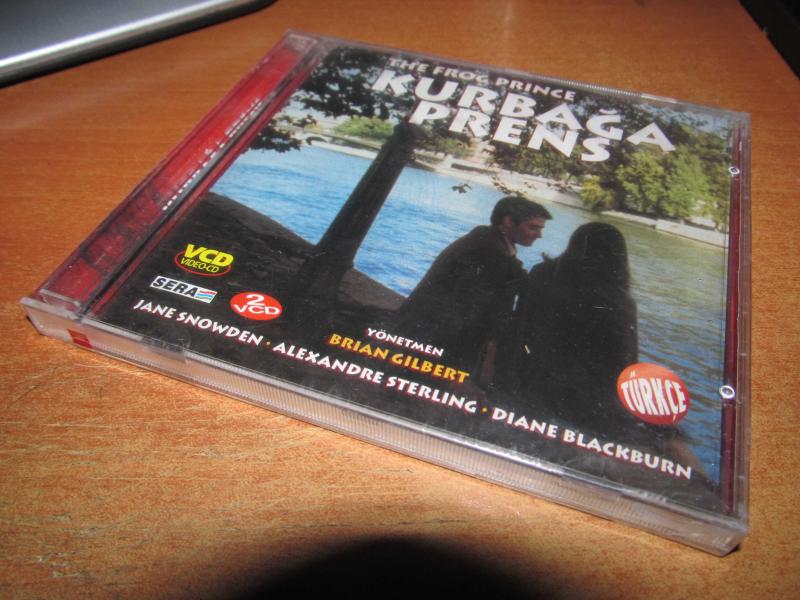 THE FROG PRINCE
KURBAĞA
PRENS
VCD
VIDEO-CD
SERA
2
VCD
YÖNETMEN
BRIAN GILBERT
JANE SNOWDEN · ALEXANDRE STERLING · DIANE BLACKBURN
TÜRKÇE